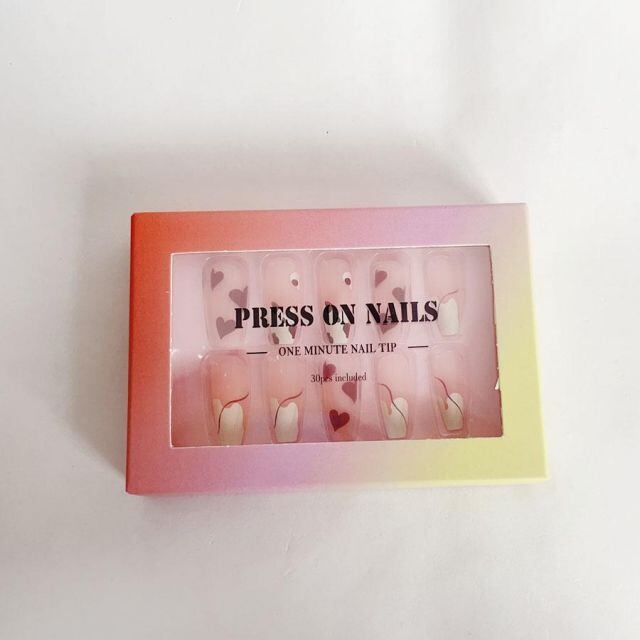 PRESS ON NAILS
ONE MINUTE NAIL TIP
30pcs included